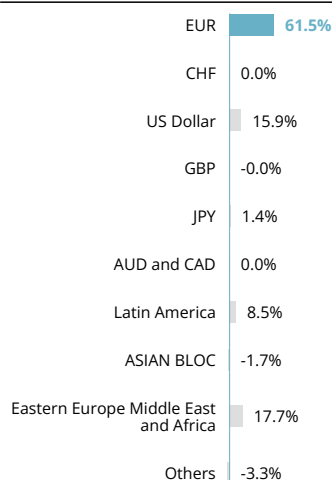 EUR 61.5%
CHF 0.0%
US Dollar 15.9%
GBP -0.0%
JPY 1.4%
AUD and CAD 0.0%
Latin America 8.5%
ASIAN BLOC -1.7%
Eastern Europe Middle East
and Africa 17.7%
Others -3.3%